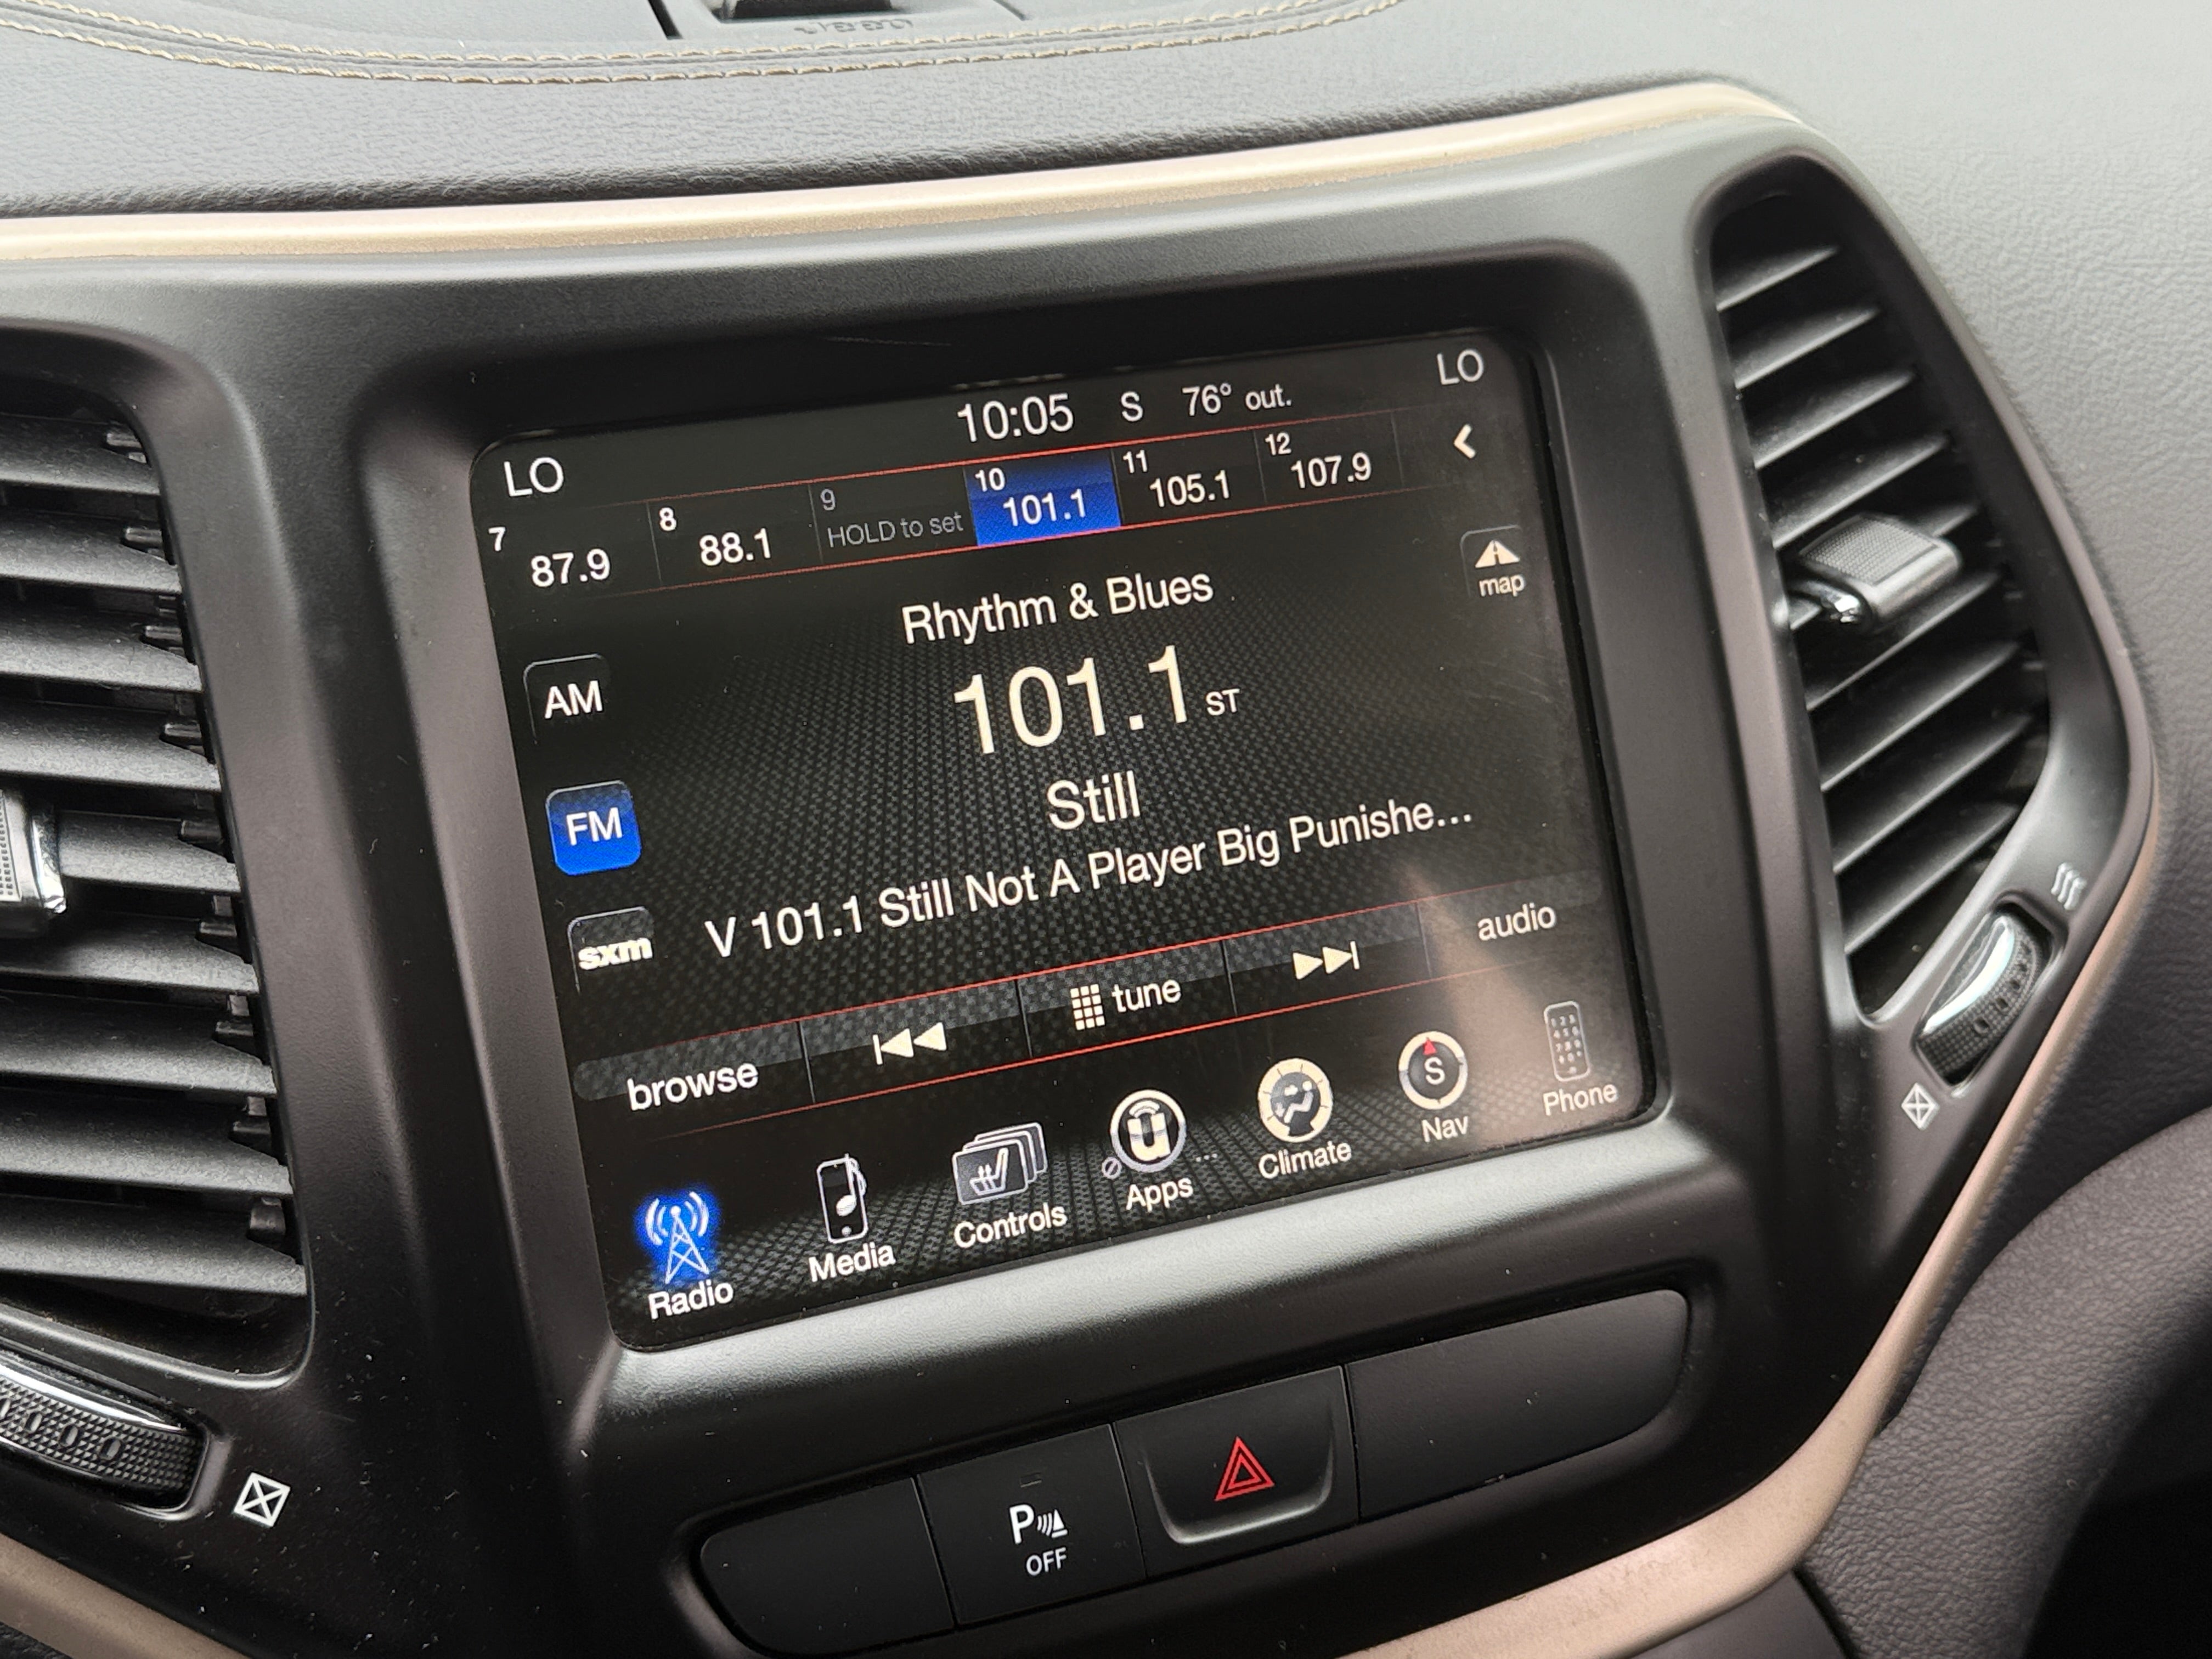 10:05 S 76° out. LO
LO
7 87.9 8 88.1 9 HOLD to set 10 101.1 11 105.1 12 107.9
map
Rhythm & Blues
AM
101.1 ST
Still
FM
V 101.1 Still Not A Player Big Punishe...
sxm
browse tune audio
Radio Media Controls Apps ... Climate S Nav Phone
P
OFF